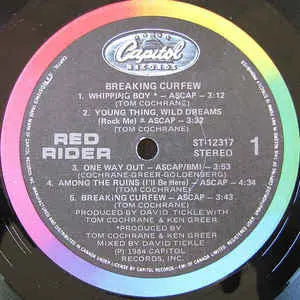 Capitol
RECORDS
BREAKING CURFEW
1. WHIPPING BOY * – ASCAP – 3:12
(TOM COCHRANE)
2. YOUNG THING, WILD DREAMS
(Rock Me) * ASCAP – 3:32
(TOM COCHRANE)
RED
RIDER
ST-12317
STEREO
1
3. ONE WAY OUT – ASCAP/BMI – 3:53
(COCHRANE-GREER-GOLDENBERG)
4. AMONG THE RUINS (I'll Be Here) – ASCAP – 4:34
(TOM COCHRANE)
5. BREAKING CURFEW – ASCAP – 3:43
(TOM COCHRANE)
PRODUCED BY DAVID TICKLE WITH
TOM COCHRANE & KEN GREER
*PRODUCED BY
TOM COCHRANE & KEN GREER
MIXED BY DAVID TICKLE
(P) 1984 CAPITOL
RECORDS, INC.